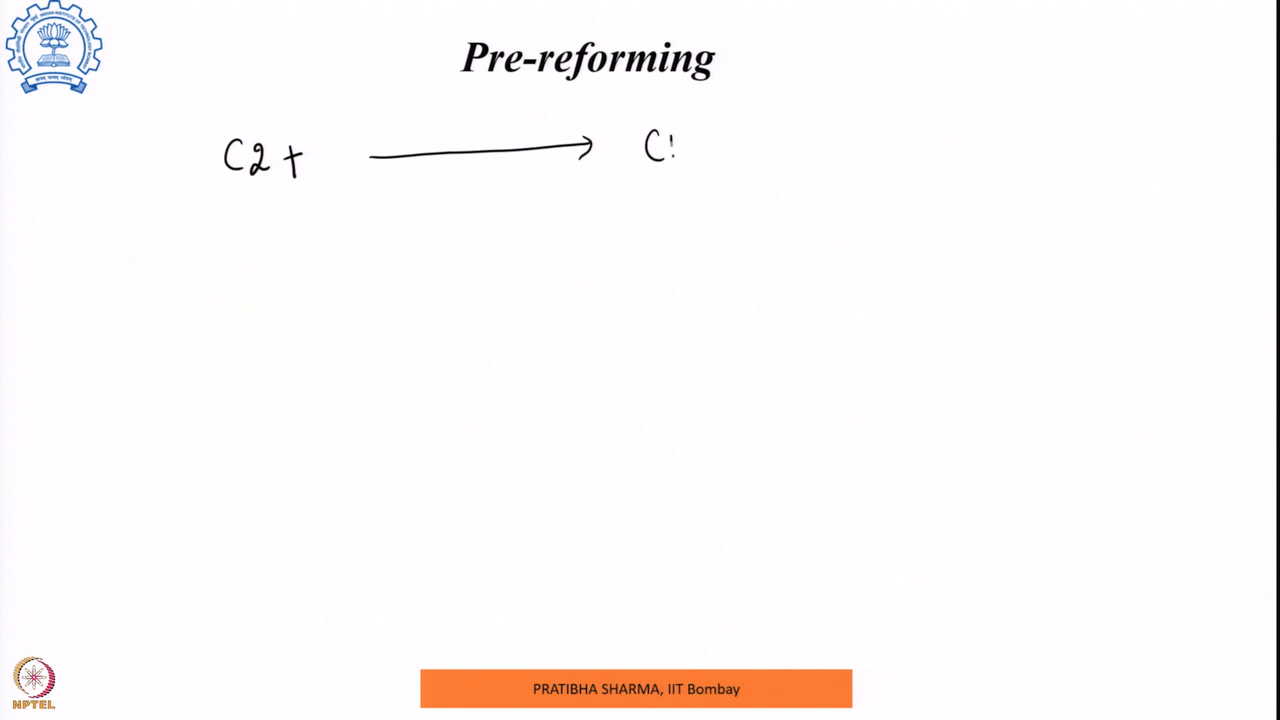 Pre-reforming
C2+ → C
PRATIBHA SHARMA, IIT Bombay
NPTEL